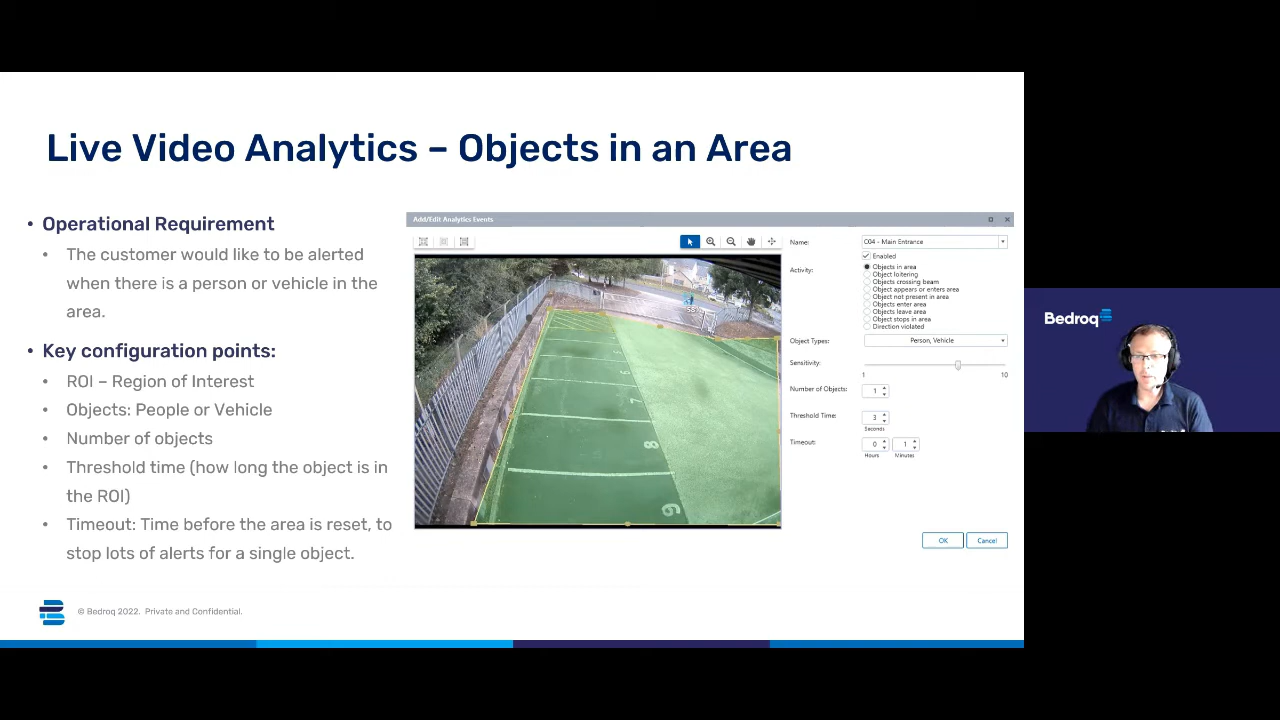 Live Video Analytics – Objects in an Area
• Operational Requirement
• The customer would like to be alerted
when there is a person or vehicle in the
area.
• Key configuration points:
• ROI – Region of Interest
• Objects: People or Vehicle
• Number of objects
• Threshold time (how long the object is in
the ROI)
• Timeout: Time before the area is reset, to
stop lots of alerts for a single object.
Add/Edit Analytics Events
Name: C04 - Main Entrance
Enabled
Activity:
Objects in area
Object loitering
Objects crossing beam
Object appears or enters area
Object not present in area
Objects enter area
Objects leave area
Object stops in area
Direction violated
Object Types: Person, Vehicle
Sensitivity:
1 10
Number of Objects: 1
Threshold Time: 3
Seconds
Timeout: 0 1
Hours Minutes
OK Cancel
7
8
9
Bedroq
© Bedroq 2022. Private and Confidential.